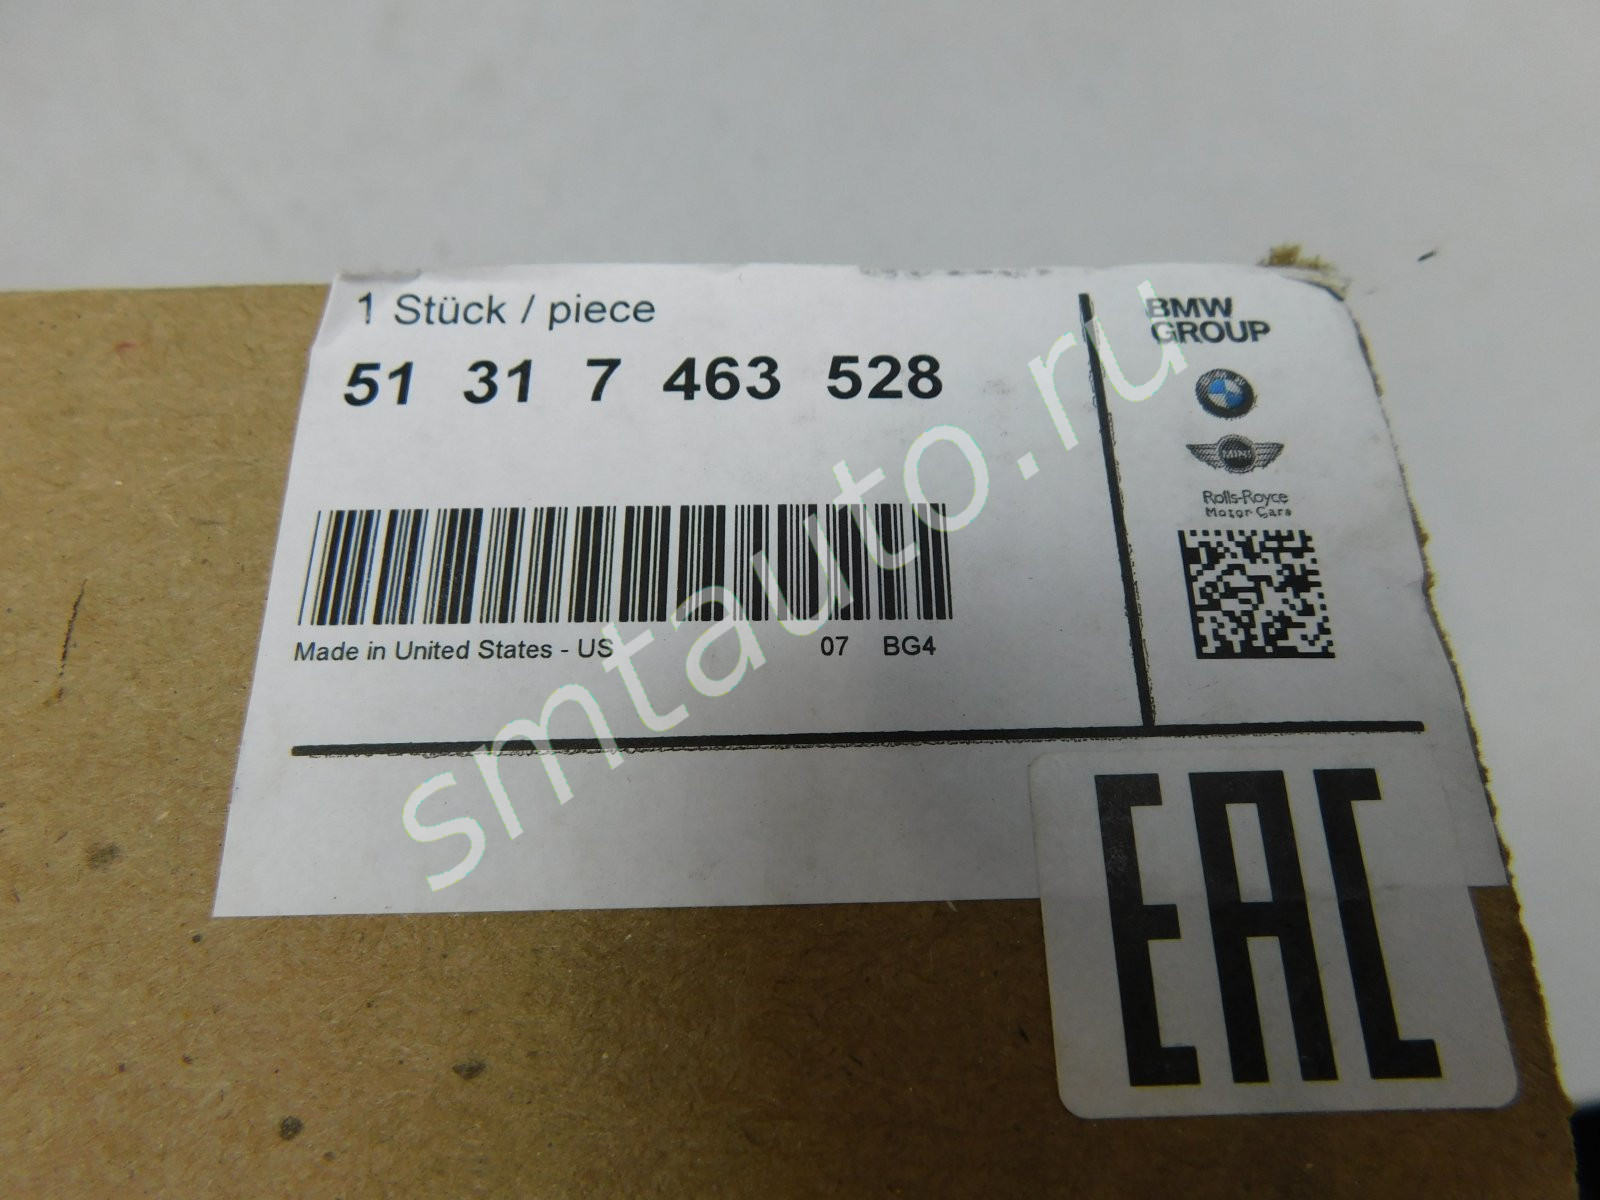 1 Stück / piece
51 31 7 463 528
Made in United States - US 07 BG4
BMW
GROUP
MINI
Rolls-Royce
Motor Cars
EAC
smtauto.ru